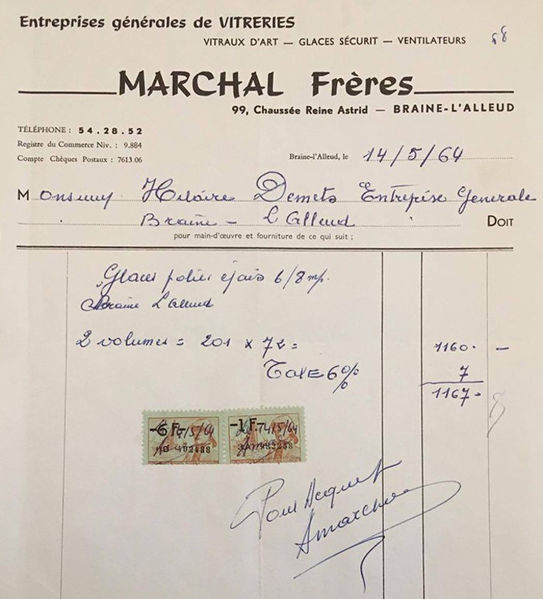 Entreprises générales de VITRERIES
VITRAUX D'ART — GLACES SÉCURIT — VENTILATEURS
MARCHAL Frères
99, Chaussée Reine Astrid — BRAINE-L'ALLEUD
TÉLÉPHONE : 54.28.52
Registre du Commerce Niv. : 9.884
Compte Chèques Postaux : 7613.06
Braine-l'Alleud, le 14/5/64
Monsieur Hilaire Demets Entreprise Generale
Braine - L'Alleud DOIT
pour main-d'œuvre et fourniture de ce qui suit ;
Glaces polies 6/8 m/m.
Braine L'Alleud
2 volumes = 201 x 72 = 1160. —
Taxe 6% 7
1167.
-6 F. -1 F.
Pour Acquit